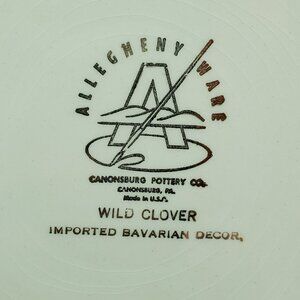 ALLEGHENY WARE
A
CANONSBURG POTTERY CO.
CANONSBURG, PA.
Made in U.S.A.
WILD CLOVER
IMPORTED BAVARIAN DECOR,